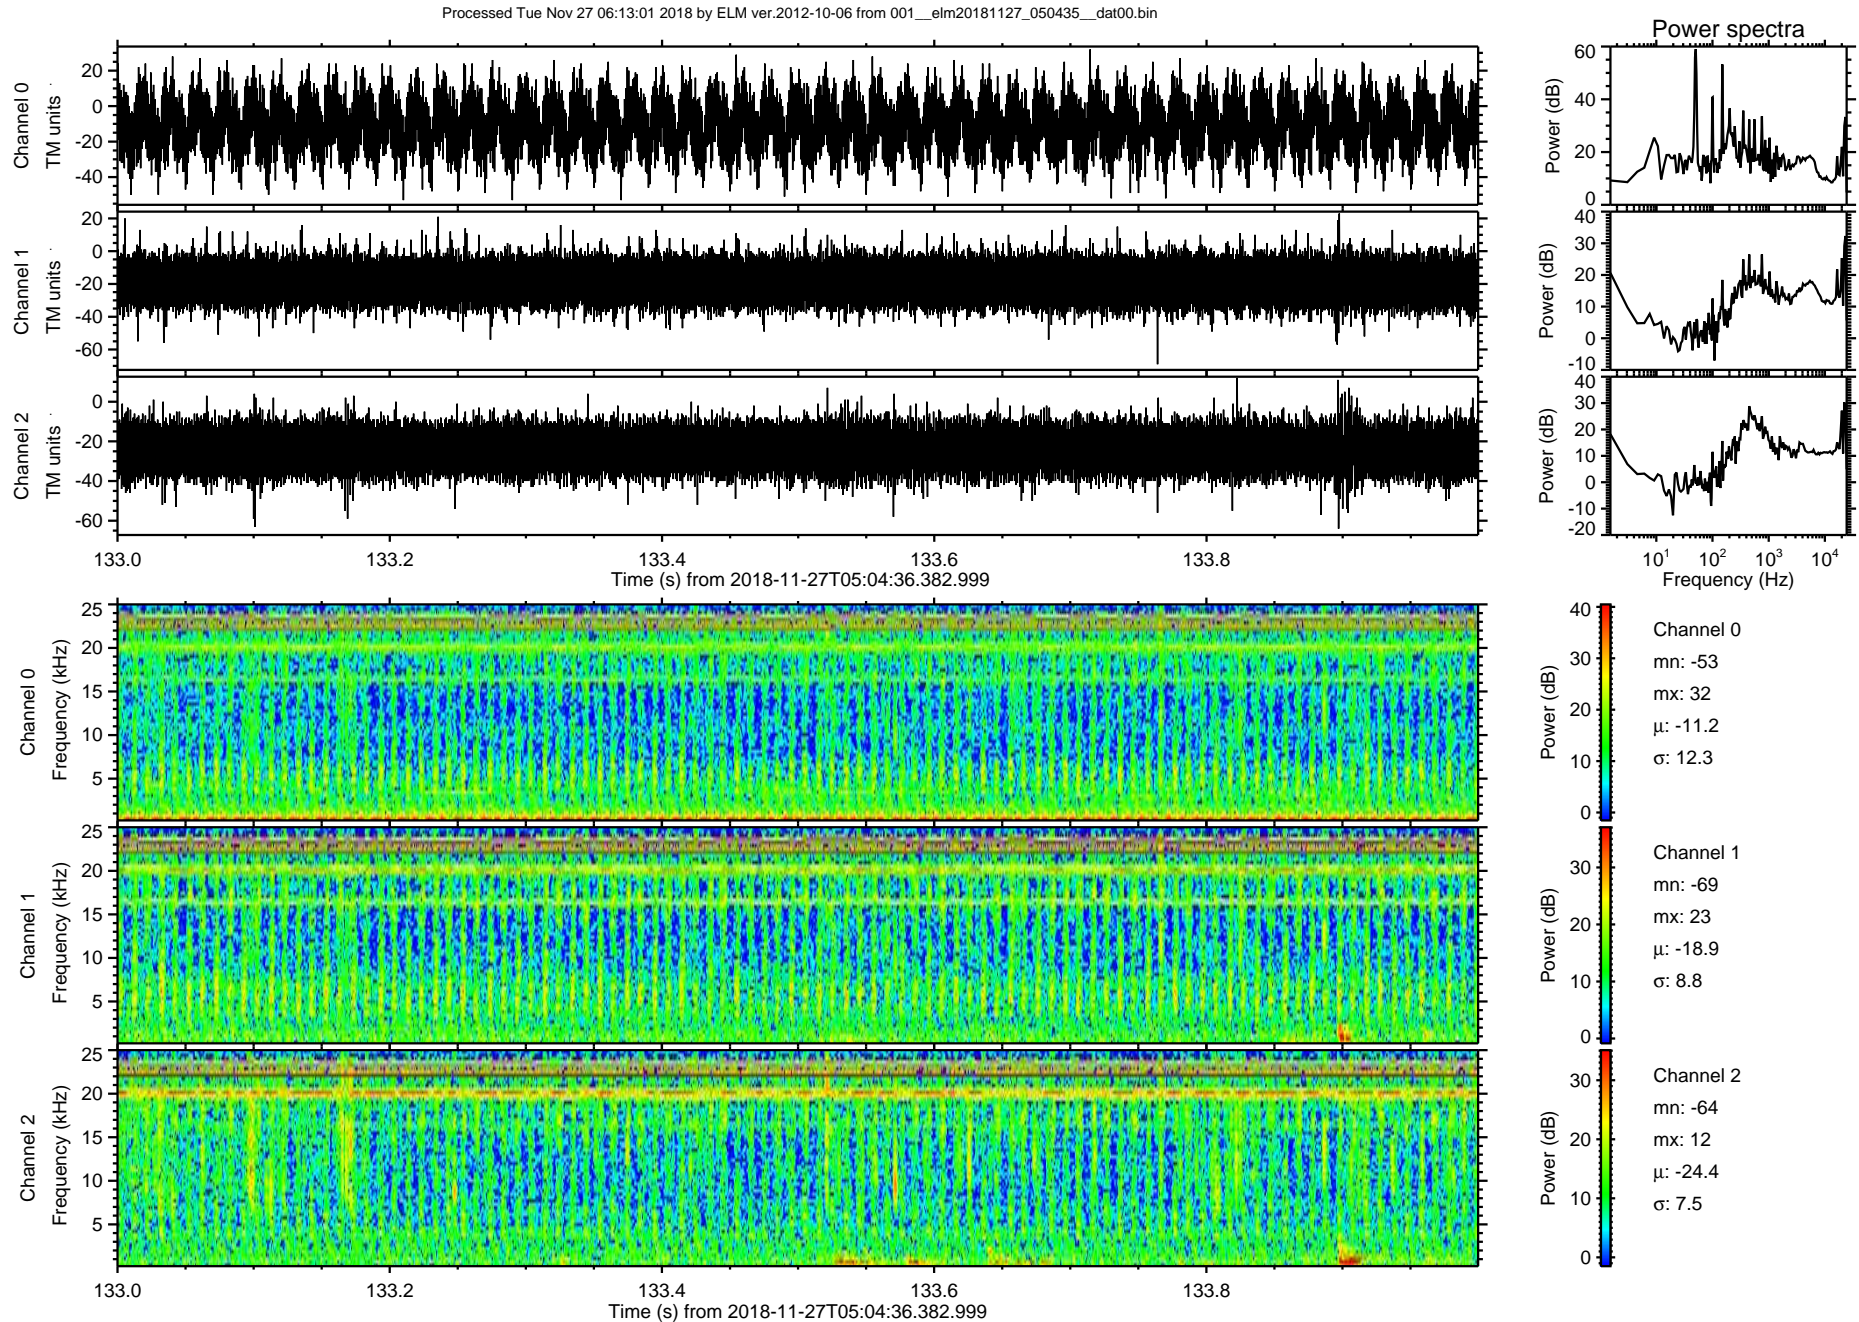 Processed Tue Nov 27 06:13:01 2018 by ELM ver.2012-10-06 from 001__elm20181127_050435__dat00.bin
Power spectra
Channel 0
TM units
20
0
-20
-40
Power (dB)
60
40
20
0
Channel 1
TM units
20
0
-20
-40
-60
Power (dB)
40
30
20
10
0
-10
Channel 2
TM units
0
-20
-40
-60
Power (dB)
40
30
20
10
0
-10
-20
133.0 133.2 133.4 133.6 133.8
Time (s) from 2018-11-27T05:04:36.382.999
10^1 10^2 10^3 10^4
Frequency (Hz)
Channel 0
Frequency (kHz)
25
20
15
10
5
Power (dB)
40
30
20
10
0
Channel 0
mn: -53
mx: 32
μ: -11.2
σ: 12.3
Channel 1
Frequency (kHz)
25
20
15
10
5
Power (dB)
30
20
10
0
Channel 1
mn: -69
mx: 23
μ: -18.9
σ: 8.8
Channel 2
Frequency (kHz)
25
20
15
10
5
Power (dB)
30
20
10
0
Channel 2
mn: -64
mx: 12
μ: -24.4
σ: 7.5
133.0 133.2 133.4 133.6 133.8
Time (s) from 2018-11-27T05:04:36.382.999